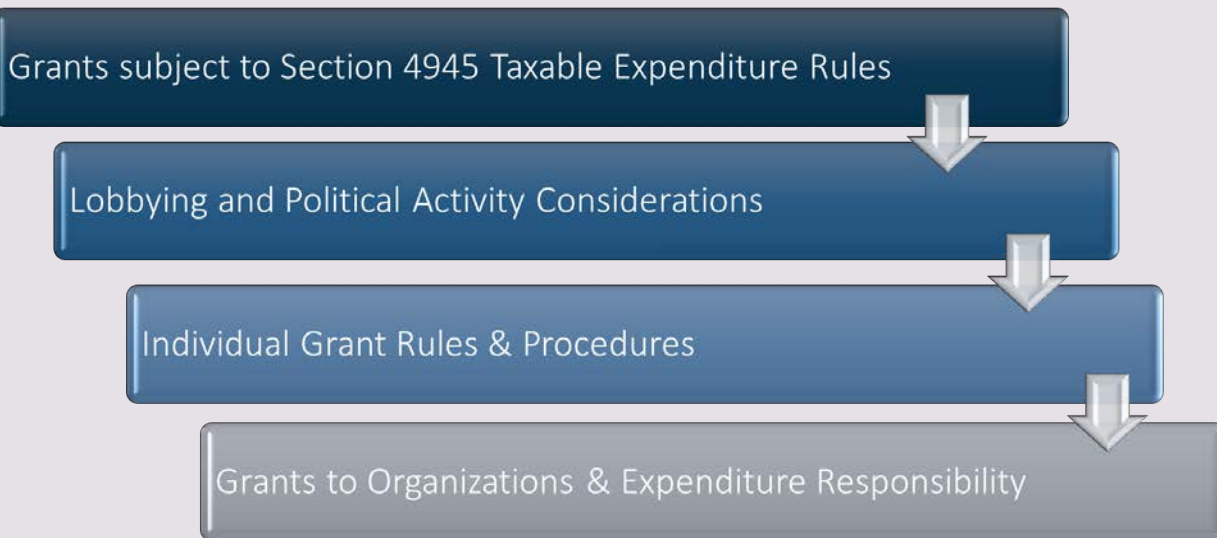 Grants subject to Section 4945 Taxable Expenditure Rules
Lobbying and Political Activity Considerations
Individual Grant Rules & Procedures
Grants to Organizations & Expenditure Responsibility